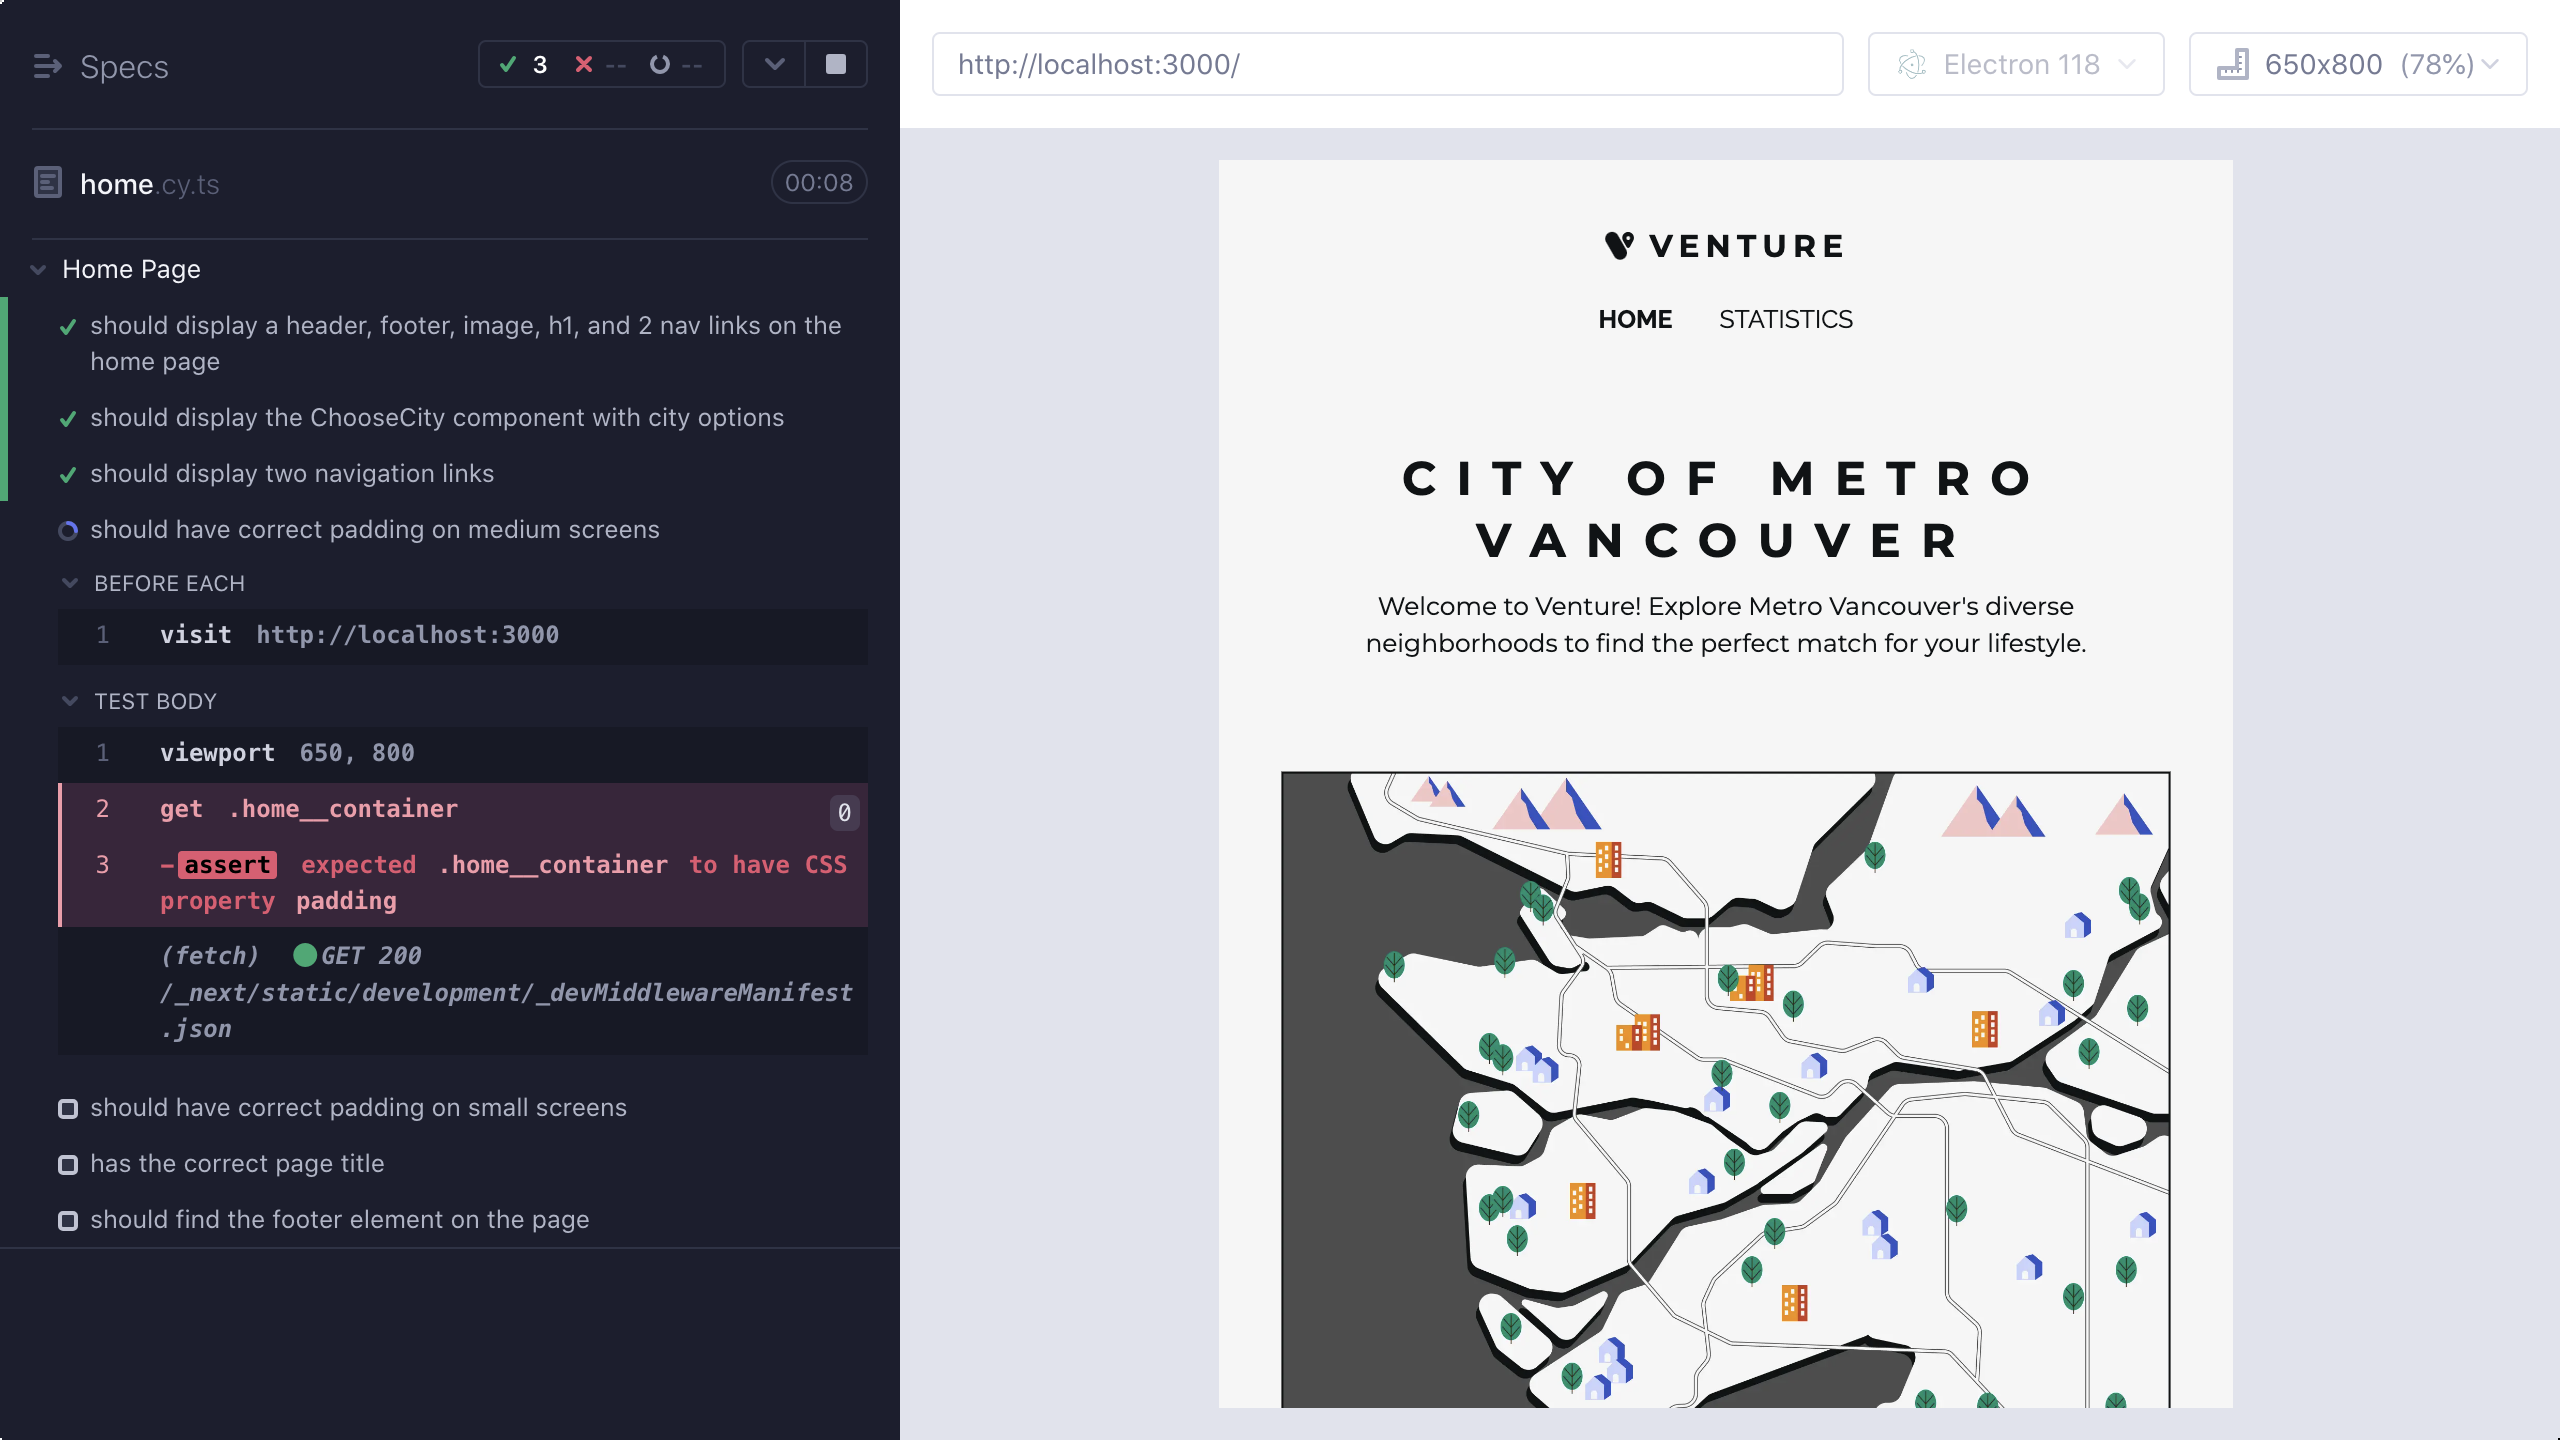 Specs
3 -- --
home.cy.ts 00:08
Home Page
should display a header, footer, image, h1, and 2 nav links on the
home page
should display the ChooseCity component with city options
should display two navigation links
should have correct padding on medium screens
BEFORE EACH
1 visit http://localhost:3000
TEST BODY
1 viewport 650, 800
2 get .home__container 0
3 -assert expected .home__container to have CSS
property padding
(fetch) GET 200
/_next/static/development/_devMiddlewareManifest
.json
should have correct padding on small screens
has the correct page title
should find the footer element on the page
http://localhost:3000/
Electron 118
650x800 (78%)
VENTURE
HOME STATISTICS
CITY OF METRO
VANCOUVER
Welcome to Venture! Explore Metro Vancouver's diverse
neighborhoods to find the perfect match for your lifestyle.